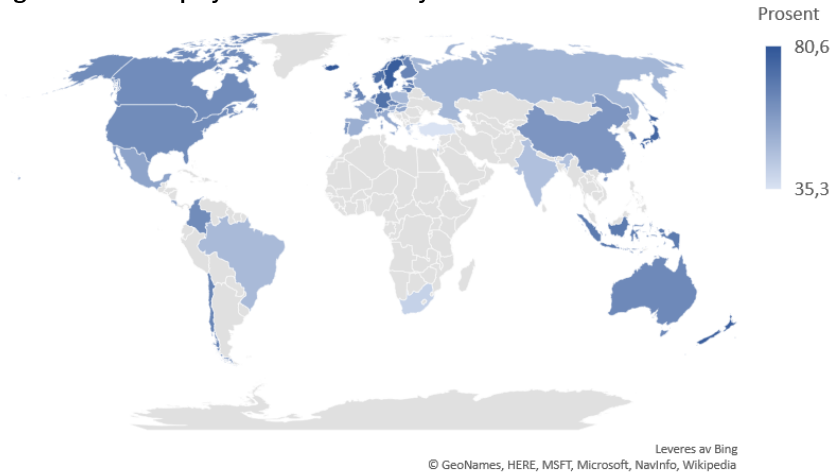 Prosent
80,6
35,3
Leveres av Bing
© GeoNames, HERE, MSFT, Microsoft, NavInfo, Wikipedia